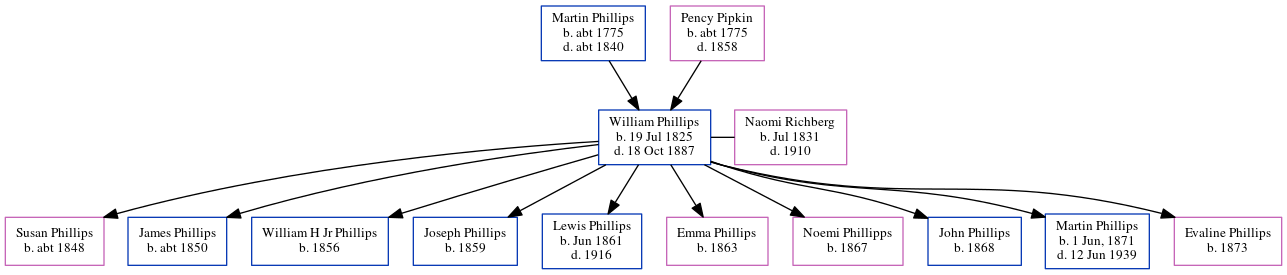 Martin Phillips
b. abt 1775
d. abt 1840
Pency Pipkin
b. abt 1775
d. 1858
William Phillips
b. 19 Jul 1825
d. 18 Oct 1887
Naomi Richberg
b. Jul 1831
d. 1910
Susan Phillips
b. abt 1848
James Phillips
b. abt 1850
William H Jr Phillips
b. 1856
Joseph Phillips
b. 1859
Lewis Phillips
b. Jun 1861
d. 1916
Emma Phillips
b. 1863
Noemi Phillipps
b. 1867
John Phillips
b. 1868
Martin Phillips
b. 1 Jun, 1871
d. 12 Jun 1939
Evaline Phillips
b. 1873